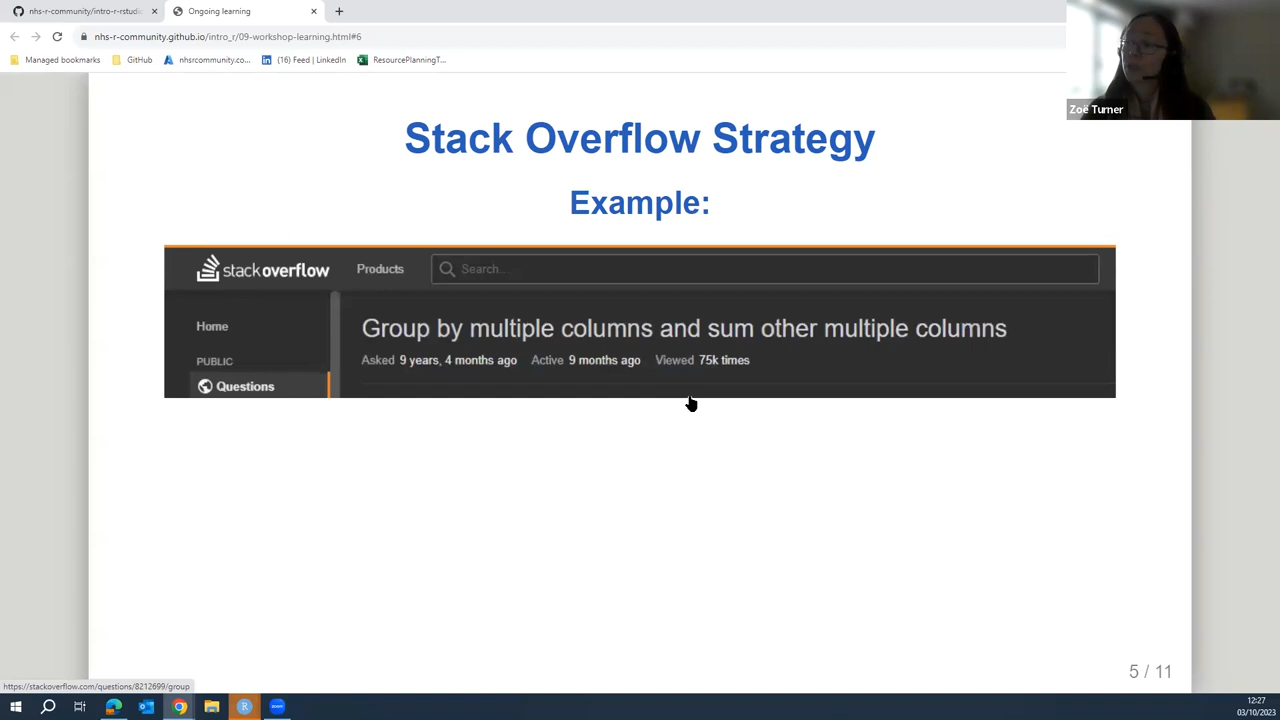 nhs-r-community/intro-r-rstudi
Ongoing learning
nhs-r-community.github.io/intro_r/09-workshop-learning.html#6
Managed bookmarks
GitHub
nhsrcommunity.co...
(16) Feed | LinkedIn
ResourcePlanningT...
Zoë Turner
Stack Overflow Strategy
Example:
stackoverflow
Products
Search...
Group by multiple columns and sum other multiple columns
Home
Asked 9 years, 4 months ago Active 9 months ago Viewed 75k times
PUBLIC
Questions
5 / 11
https://stackoverflow.com/questions/8212699/group
12:27
03/10/2023